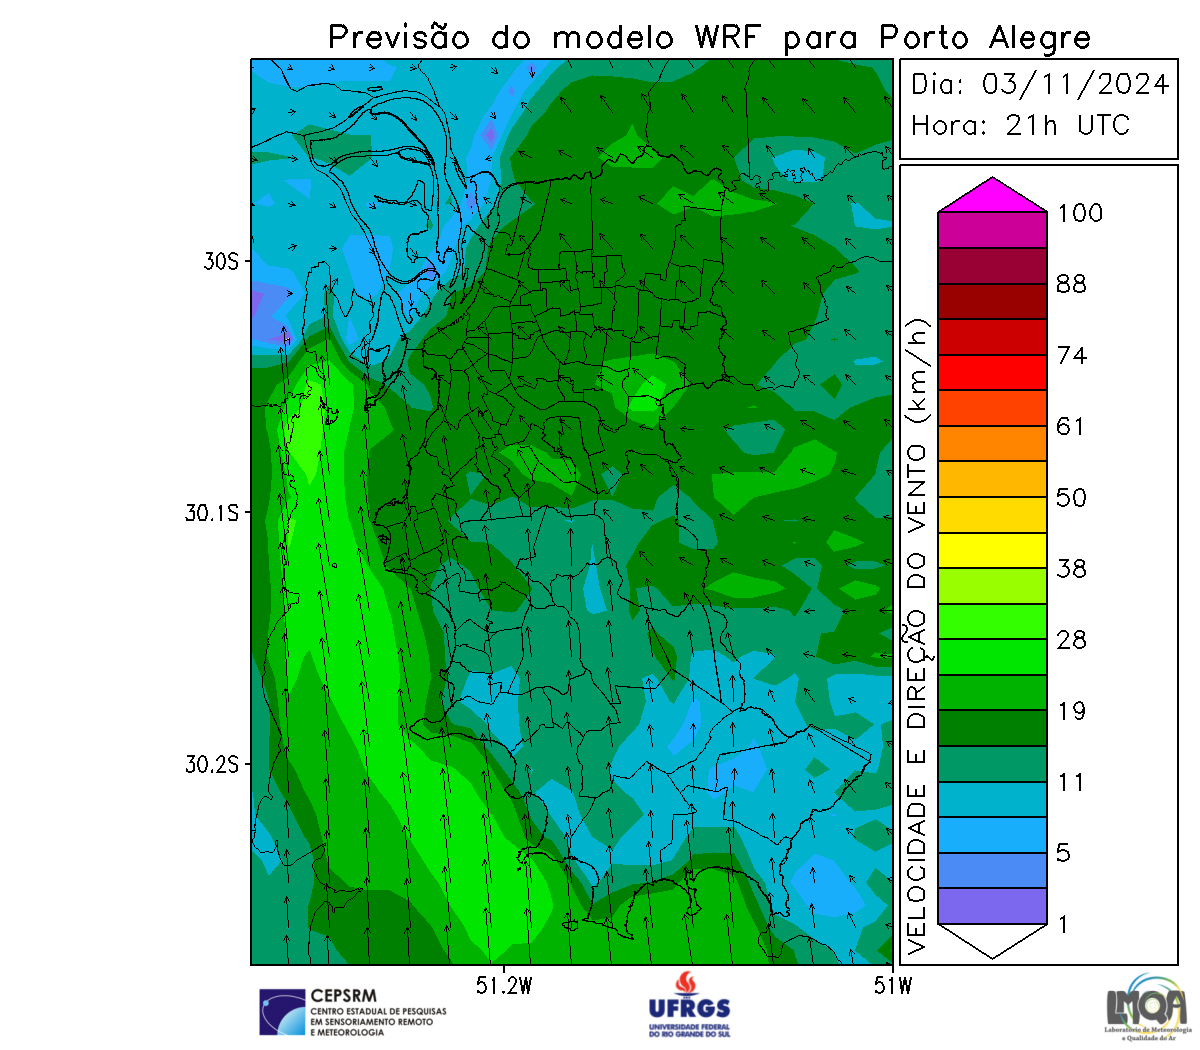 Previsão do modelo WRF para Porto Alegre
Dia: 03/11/2024
Hora: 21h UTC
VELOCIDADE E DIREÇÃO DO VENTO (km/h)
100
88
74
61
50
38
28
19
11
5
1
30S
30.1S
30.2S
51.2W
51W
CEPSRM
CENTRO ESTADUAL DE PESQUISAS
EM SENSORIAMENTO REMOTO
E METEOROLOGIA
UFRGS
UNIVERSIDADE FEDERAL
DO RIO GRANDE DO SUL
LMQA
Laboratório de Meteorologia
e Qualidade do Ar